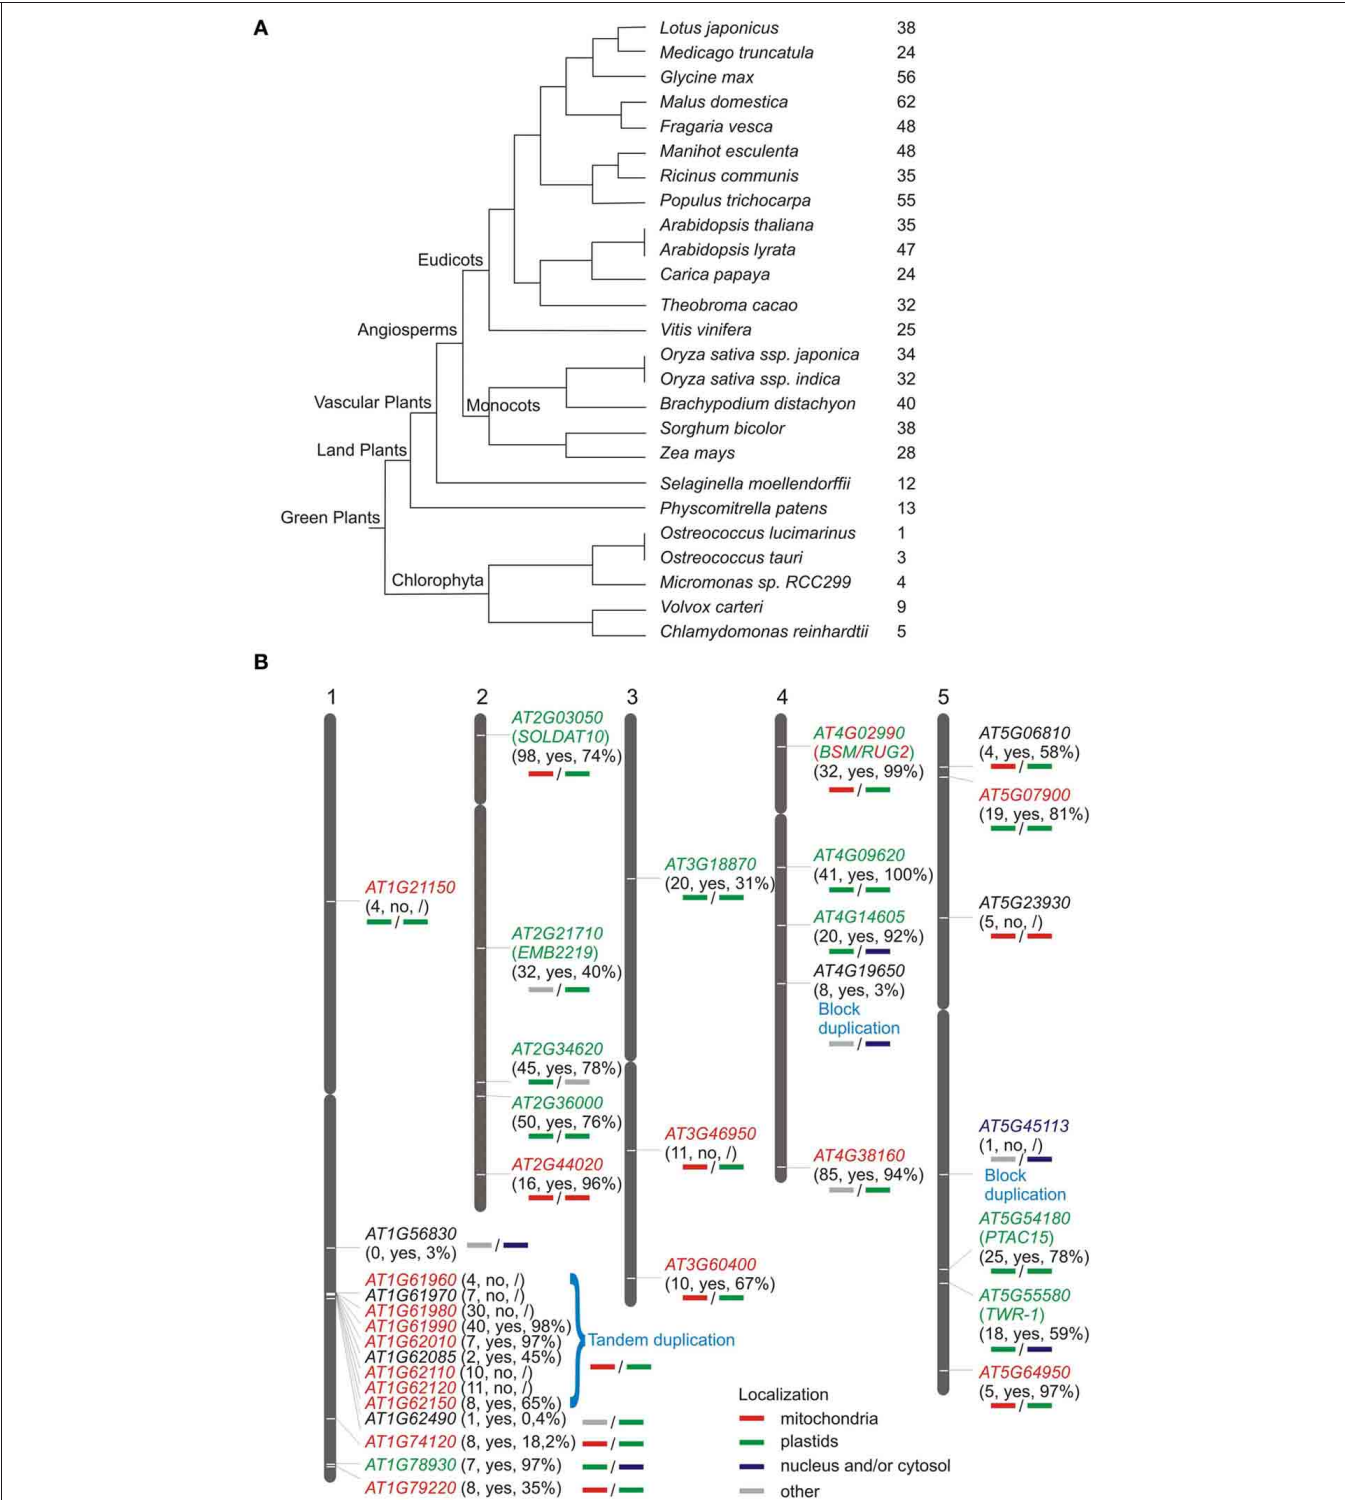 A
Lotus japonicus 38
Medicago truncatula 24
Glycine max 56
Malus domestica 62
Fragaria vesca 48
Manihot esculenta 48
Ricinus communis 35
Populus trichocarpa 55
Arabidopsis thaliana 35
Arabidopsis lyrata 47
Carica papaya 24
Theobroma cacao 32
Vitis vinifera 25
Oryza sativa ssp. japonica 34
Oryza sativa ssp. indica 32
Brachypodium distachyon 40
Sorghum bicolor 38
Zea mays 28
Selaginella moellendorffii 12
Physcomitrella patens 13
Ostreococcus lucimarinus 1
Ostreococcus tauri 3
Micromonas sp. RCC299 4
Volvox carteri 9
Chlamydomonas reinhardtii 5
Eudicots
Angiosperms
Vascular Plants
Monocots
Land Plants
Green Plants
Chlorophyta
B
1
AT1G21150
(4, no, /)
/
AT1G56830
(0, yes, 3%)
/
AT1G61960 (4, no, /)
AT1G61970 (7, no, /)
AT1G61980 (30, no, /)
AT1G61990 (40, yes, 98%)
AT1G62010 (7, yes, 97%)
AT1G62085 (2, yes, 45%)
AT1G62110 (10, no, /)
AT1G62120 (11, no, /)
AT1G62150 (8, yes, 65%)
Tandem duplication
/
AT1G62490 (1, yes, 0,4%) /
AT1G74120 (8, yes, 18,2%) /
AT1G78930 (7, yes, 97%) /
AT1G79220 (8, yes, 35%) /
2
AT2G03050
(SOLDAT10)
(98, yes, 74%)
/
AT2G21710
(EMB2219)
(32, yes, 40%)
/
AT2G34620
(45, yes, 78%)
/
AT2G36000
(50, yes, 76%)
/
AT2G44020
(16, yes, 96%)
/
3
AT3G18870
(20, yes, 31%)
/
AT3G46950
(11, no, /)
/
AT3G60400
(10, yes, 67%)
/
4
AT4G02990
(BSM/RUG2)
(32, yes, 99%)
/
AT4G09620
(41, yes, 100%)
/
AT4G14605
(20, yes, 92%)
/
AT4G19650
(8, yes, 3%)
Block
duplication
/
AT4G38160
(85, yes, 94%)
/
5
AT5G06810
(4, yes, 58%)
/
AT5G07900
(19, yes, 81%)
/
AT5G23930
(5, no, /)
/
AT5G45113
(1, no, /)
/
Block
duplication
AT5G54180
(PTAC15)
(25, yes, 78%)
/
AT5G55580
(TWR-1)
(18, yes, 59%)
/
AT5G64950
(5, yes, 97%)
/
Localization
mitochondria
plastids
nucleus and/or cytosol
other